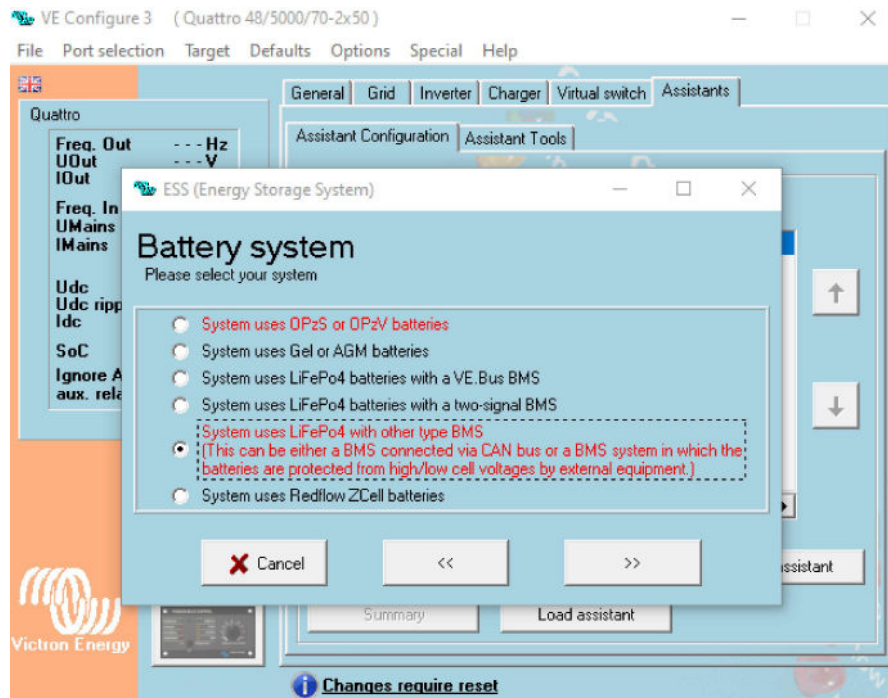 VE Configure 3 ( Quattro 48/5000/70-2x50 )
File Port selection Target Defaults Options Special Help
General Grid Inverter Charger Virtual switch Assistants
Quattro
Assistant Configuration Assistant Tools
Freq. Out - - - Hz
UOut - - - V
IOut
ESS (Energy Storage System)
Freq. In
UMains
IMains
Battery system
Please select your system
Udc
Udc ripp
Idc
SoC
Ignore A
aux. rela
System uses OPzS or OPzV batteries
System uses Gel or AGM batteries
System uses LiFePo4 batteries with a VE.Bus BMS
System uses LiFePo4 batteries with a two-signal BMS
System uses LiFePo4 with other type BMS
(This can be either a BMS connected via CAN bus or a BMS system in which the
batteries are protected from high/low cell voltages by external equipment.)
System uses Redflow ZCell batteries
Cancel << >>
ssistant
Summary Load assistant
Victron Energy
Changes require reset